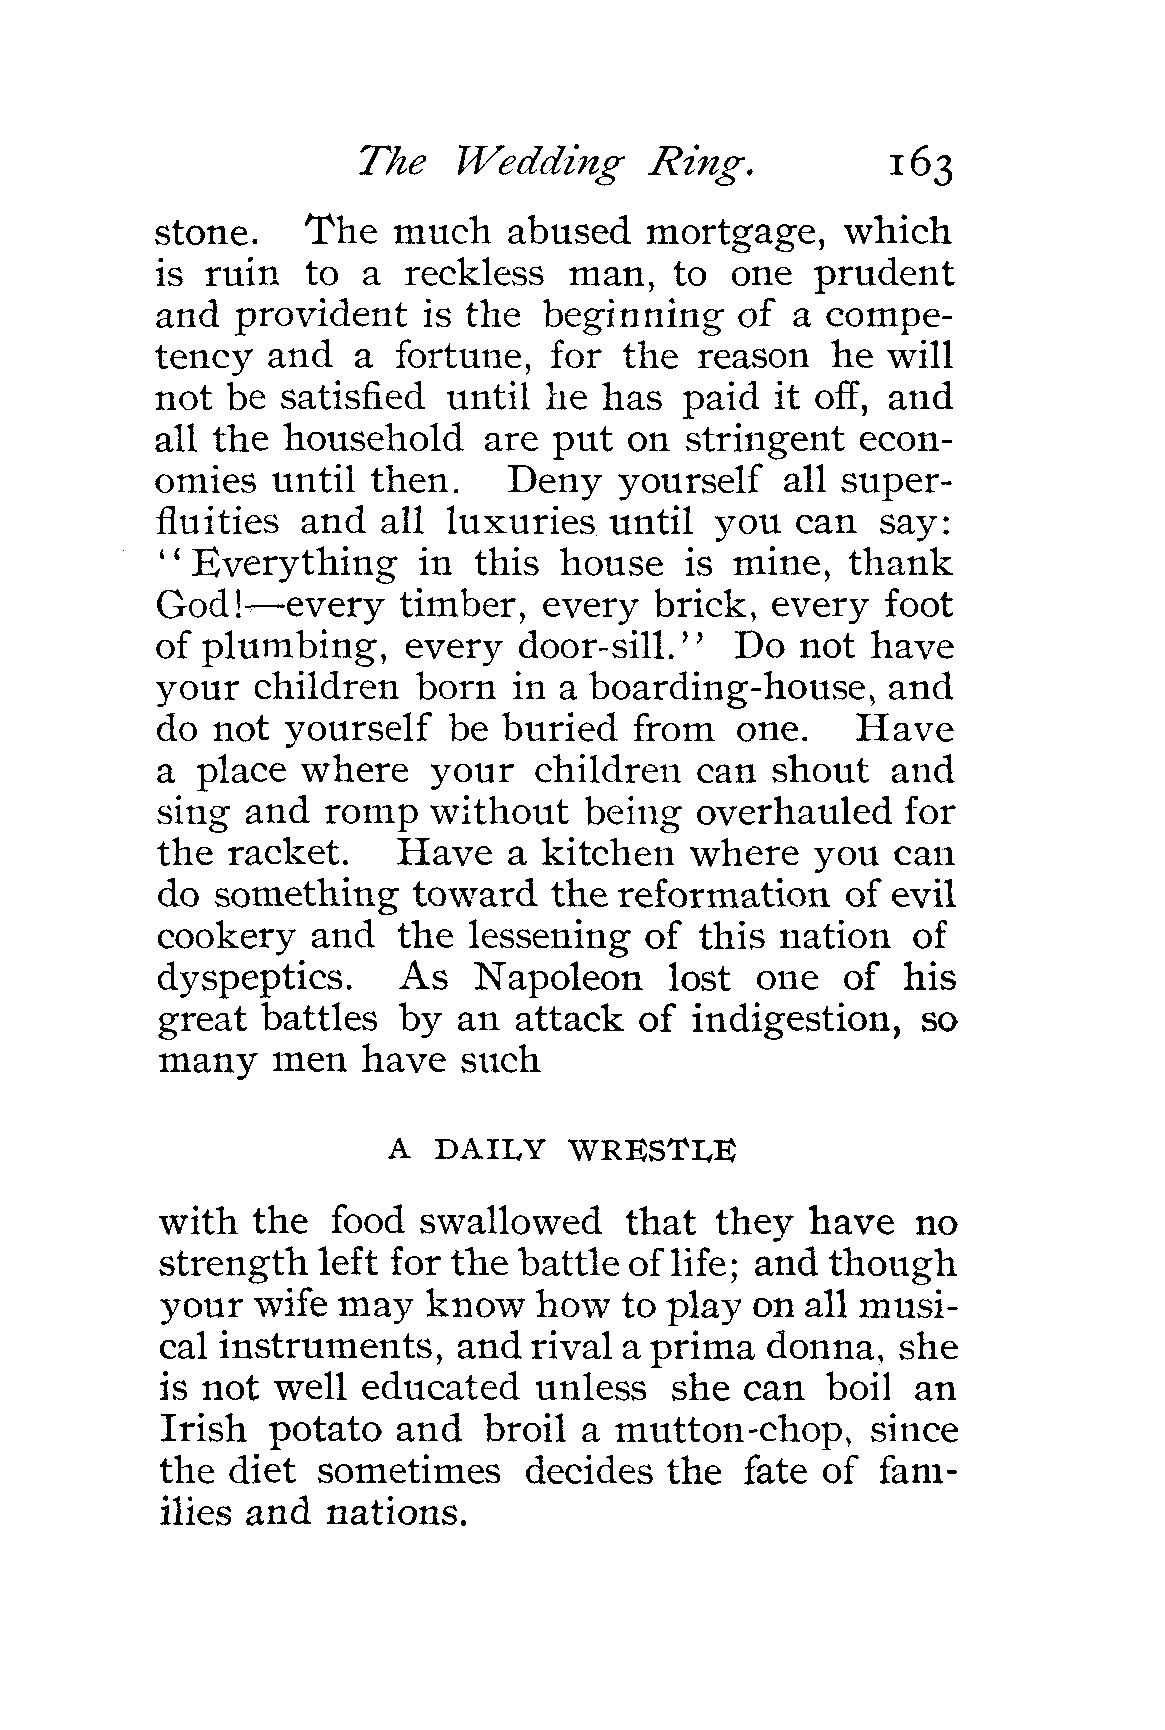 The Wedding Ring. 163
stone. The much abused mortgage, which
is ruin to a reckless man, to one prudent
and provident is the beginning of a compe-
tency and a fortune, for the reason he will
not be satisfied until he has paid it off, and
all the household are put on stringent econ-
omies until then. Deny yourself all super-
fluities and all luxuries until you can say:
"Everything in this house is mine, thank
God!—every timber, every brick, every foot
of plumbing, every door-sill." Do not have
your children born in a boarding-house, and
do not yourself be buried from one. Have
a place where your children can shout and
sing and romp without being overhauled for
the racket. Have a kitchen where you can
do something toward the reformation of evil
cookery and the lessening of this nation of
dyspeptics. As Napoleon lost one of his
great battles by an attack of indigestion, so
many men have such
A DAILY WRESTLE
with the food swallowed that they have no
strength left for the battle of life; and though
your wife may know how to play on all musi-
cal instruments, and rival a prima donna, she
is not well educated unless she can boil an
Irish potato and broil a mutton-chop, since
the diet sometimes decides the fate of fam-
ilies and nations.